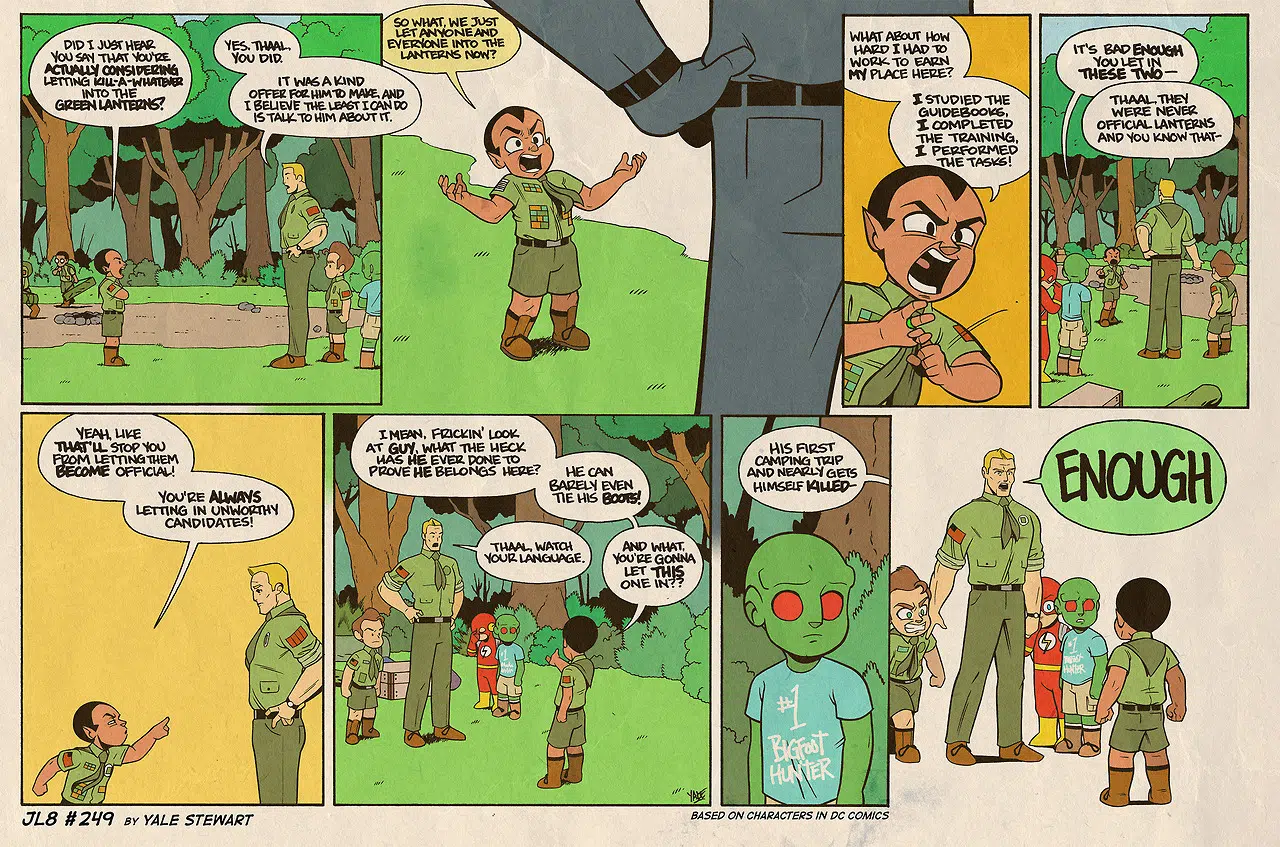 DID I JUST HEAR
YOU SAY THAT YOU'RE
ACTUALLY CONSIDERING
LETTING KILL-A-WHATEVER
INTO THE
GREEN LANTERNS?
YES, THAAL,
YOU DID.
IT WAS A KIND
OFFER FOR HIM TO MAKE, AND
I BELIEVE THE LEAST I CAN DO
IS TALK TO HIM ABOUT IT.
SO WHAT, WE JUST
LET ANYONE AND
EVERYONE INTO THE
LANTERNS NOW?
WHAT ABOUT HOW
HARD I HAD TO
WORK TO EARN
MY PLACE HERE?
I STUDIED THE
GUIDEBOOKS,
I COMPLETED
THE TRAINING,
I PERFORMED
THE TASKS!
IT'S BAD ENOUGH
YOU LET IN
THESE TWO—
THAAL, THEY
WERE NEVER
OFFICIAL LANTERNS
AND YOU KNOW THAT-
YEAH, LIKE
THAT'LL STOP YOU
FROM LETTING THEM
BECOME OFFICIAL!
YOU'RE ALWAYS
LETTING IN UNWORTHY
CANDIDATES!
I MEAN, FRICKIN' LOOK
AT GUY. WHAT THE HECK
HAS HE EVER DONE TO
PROVE HE BELONGS HERE?
HE CAN
BARELY EVEN
TIE HIS BOOTS!
THAAL, WATCH
YOUR LANGUAGE.
AND WHAT,
YOU'RE GONNA
LET THIS
ONE IN??
#1
BIGFOOT
HUNTER
YALE
HIS FIRST
CAMPING TRIP
AND NEARLY GETS
HIMSELF KILLED-
#1
BIGFOOT
HUNTER
ENOUGH
#1
BIGFOOT
HUNTER
JL8 #249 BY YALE STEWART
BASED ON CHARACTERS IN DC COMICS